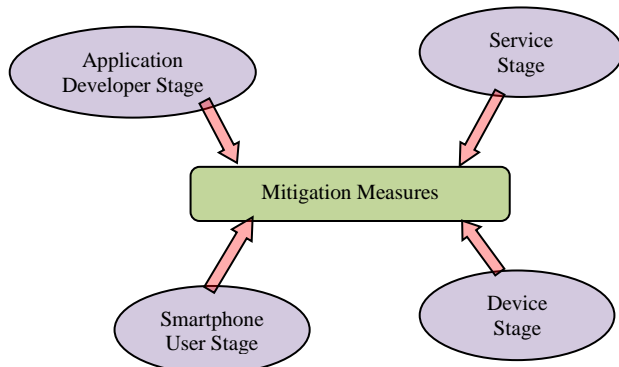 Application
Developer Stage
Service
Stage
Mitigation Measures
Smartphone
User Stage
Device
Stage